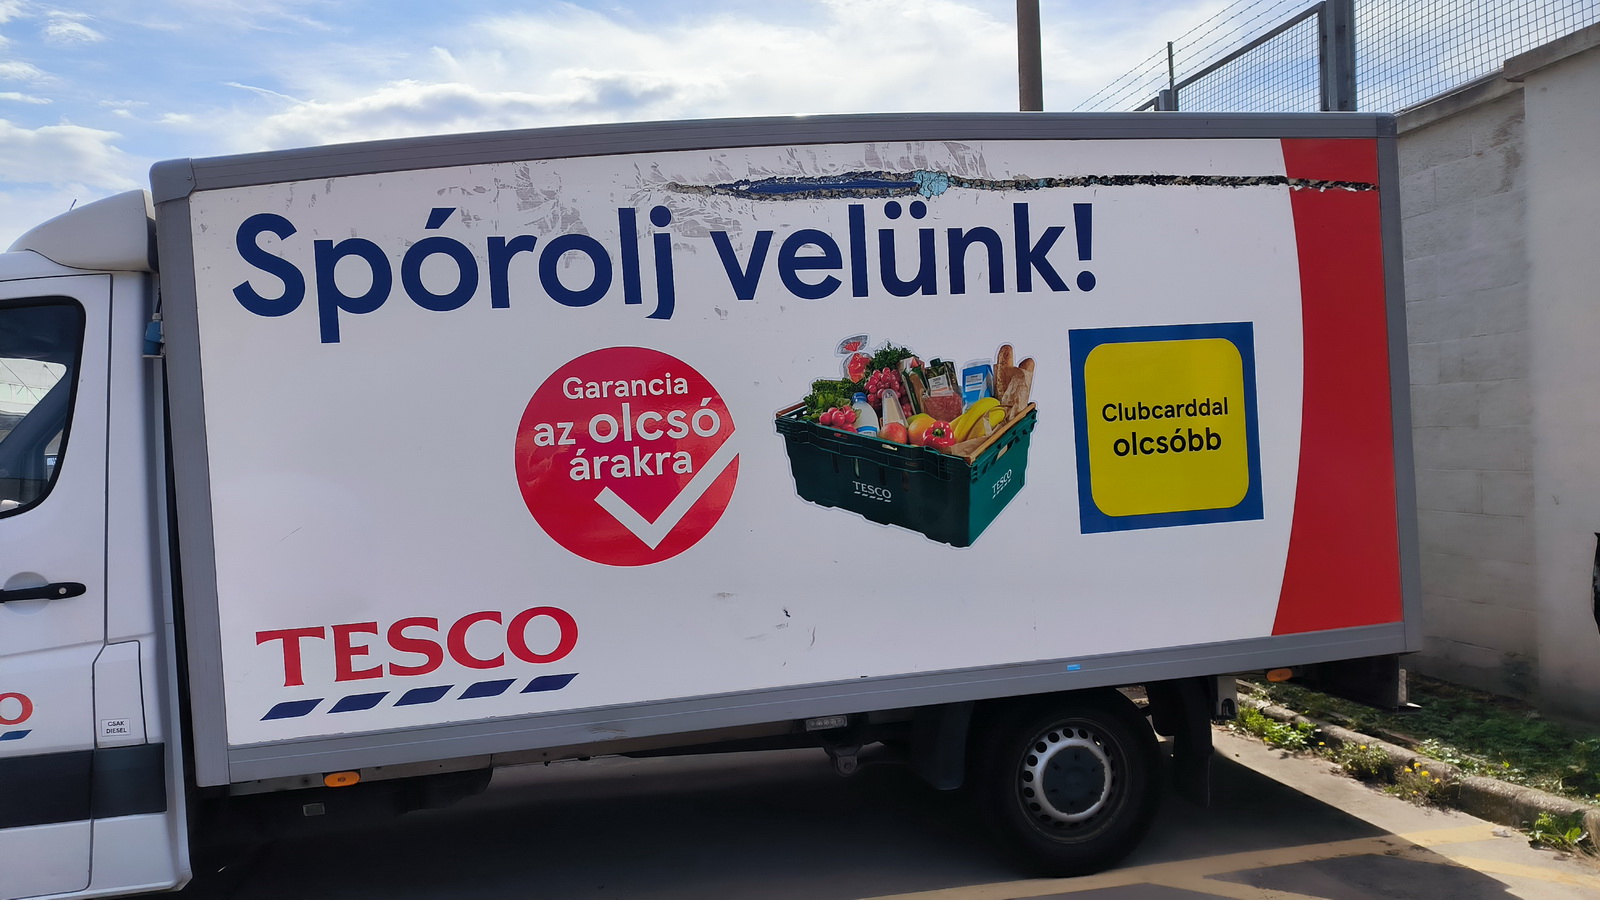 Spórolj velünk!
Garancia
az olcsó
árakra
TESCO
TESCO
Clubcarddal
olcsóbb
TESCO
O
CSAK
DIESEL